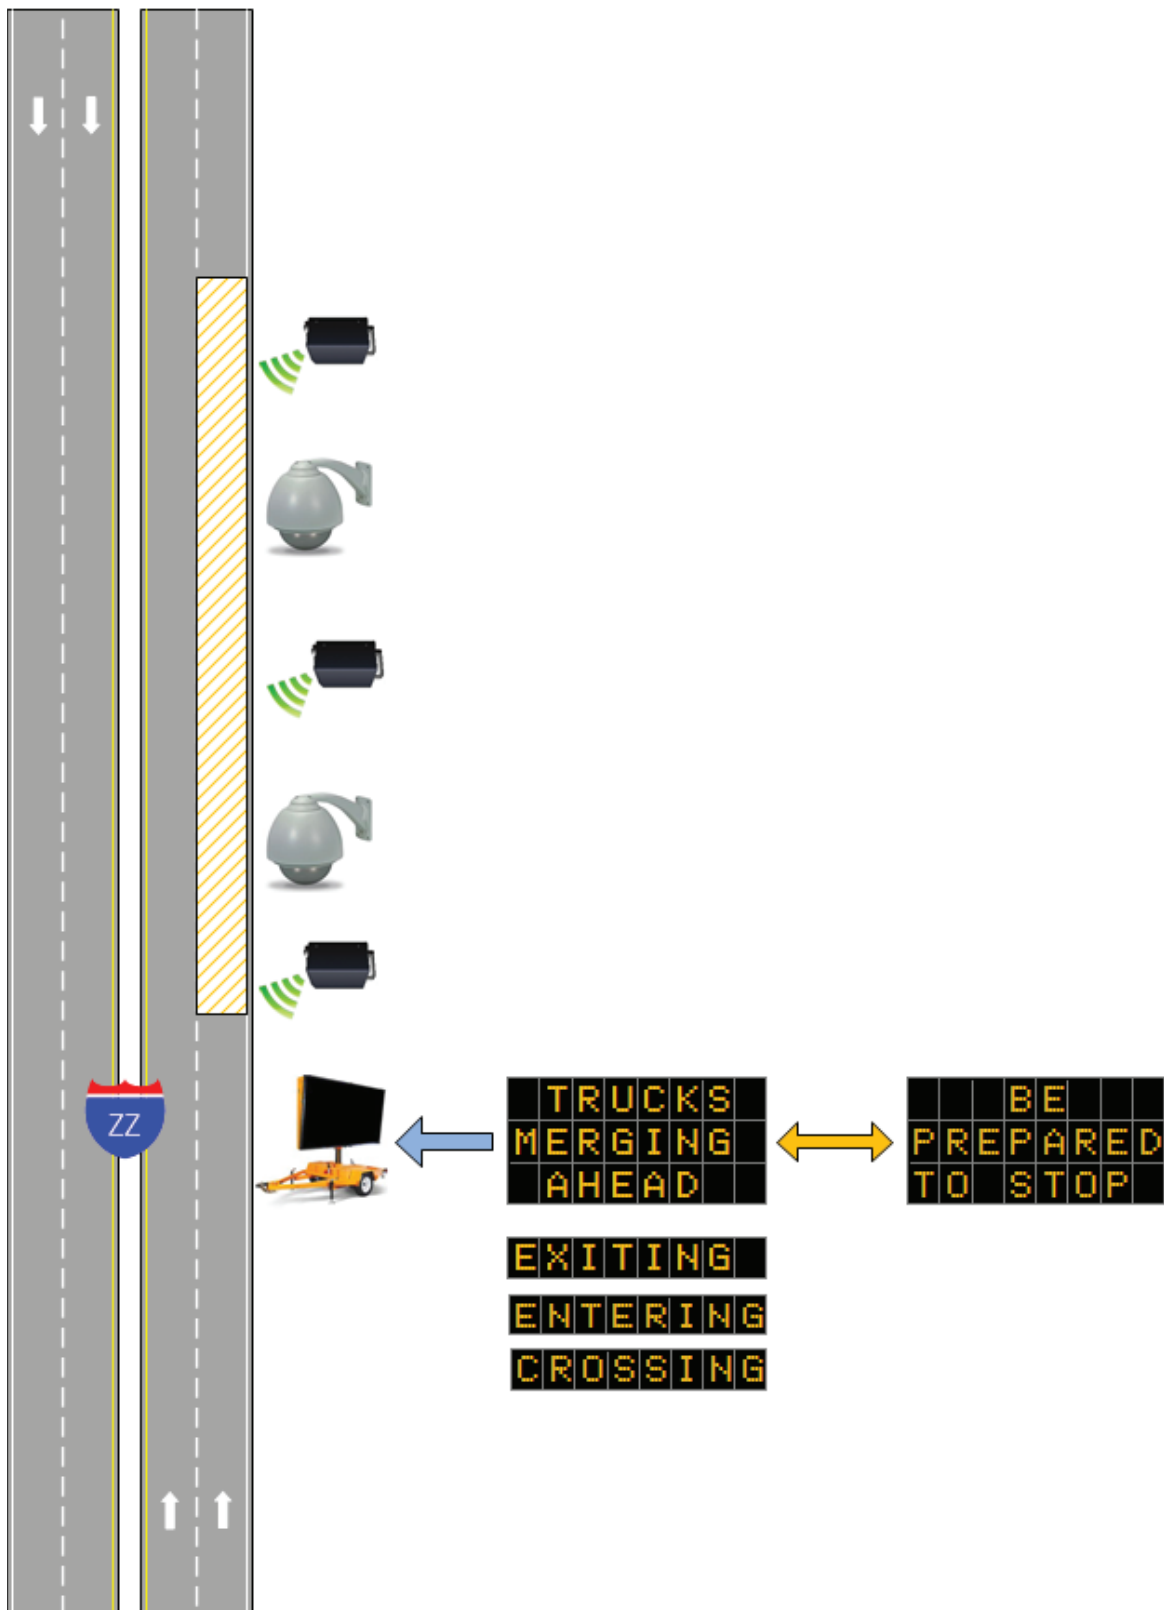 ZZ
TRUCKS
MERGING
AHEAD
BE
PREPARED
TO STOP
EXITING
ENTERING
CROSSING